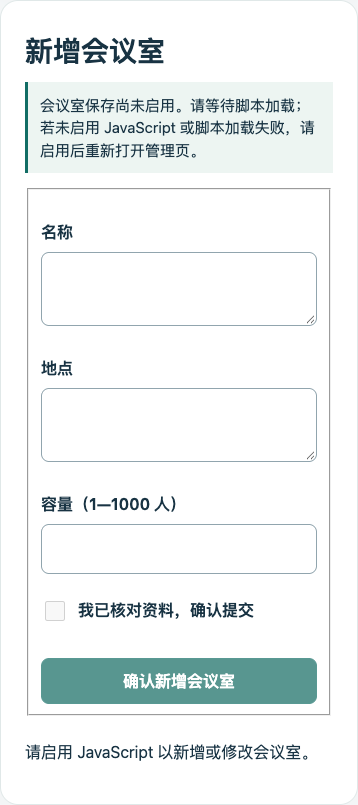 新增会议室
会议室保存尚未启用。请等待脚本加载；
若未启用 JavaScript 或脚本加载失败，请
启用后重新打开管理页。
名称
地点
容量（1—1000 人）
我已核对资料，确认提交
确认新增会议室
请启用 JavaScript 以新增或修改会议室。